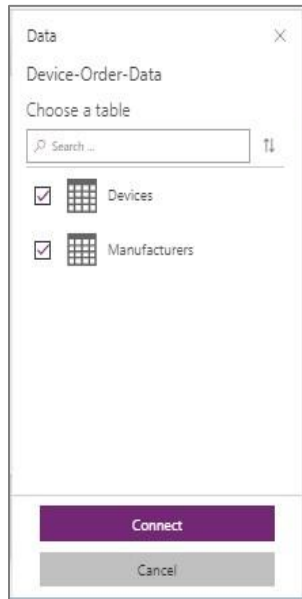 Data
Device-Order-Data
Choose a table
Search ...
Devices
Manufacturers
Connect
Cancel